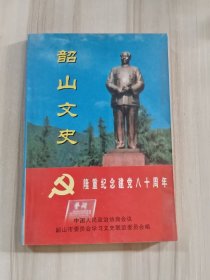 韶山文史
隆重纪念建党八十周年
中国人民政治协商会议
韶山市委员会学习文史联谊委员会编